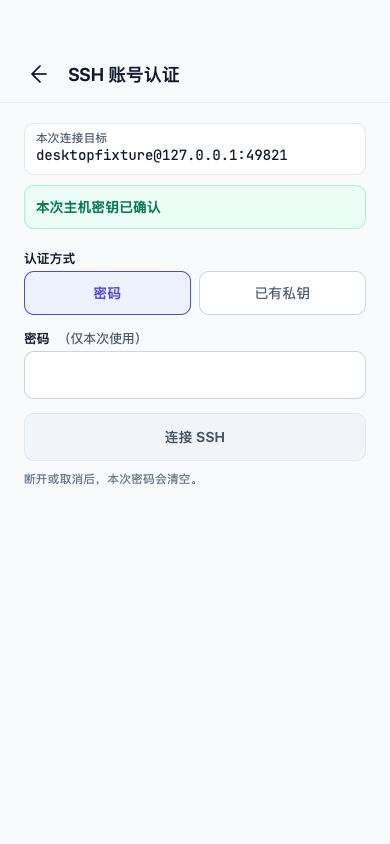 SSH 账号认证
本次连接目标
desktopfixture@127.0.0.1:49821
本次主机密钥已确认
认证方式
密码
已有私钥
密码 （仅本次使用）
连接 SSH
断开或取消后，本次密码会清空。